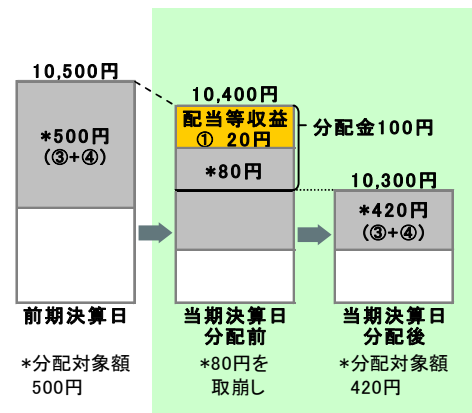 10,500円
*500円
(③+④)
前期決算日
*分配対象額
500円
10,400円
配当等収益
① 20円
*80円
分配金100円
当期決算日
分配前
*80円を
取崩し
10,300円
*420円
(③+④)
当期決算日
分配後
*分配対象額
420円